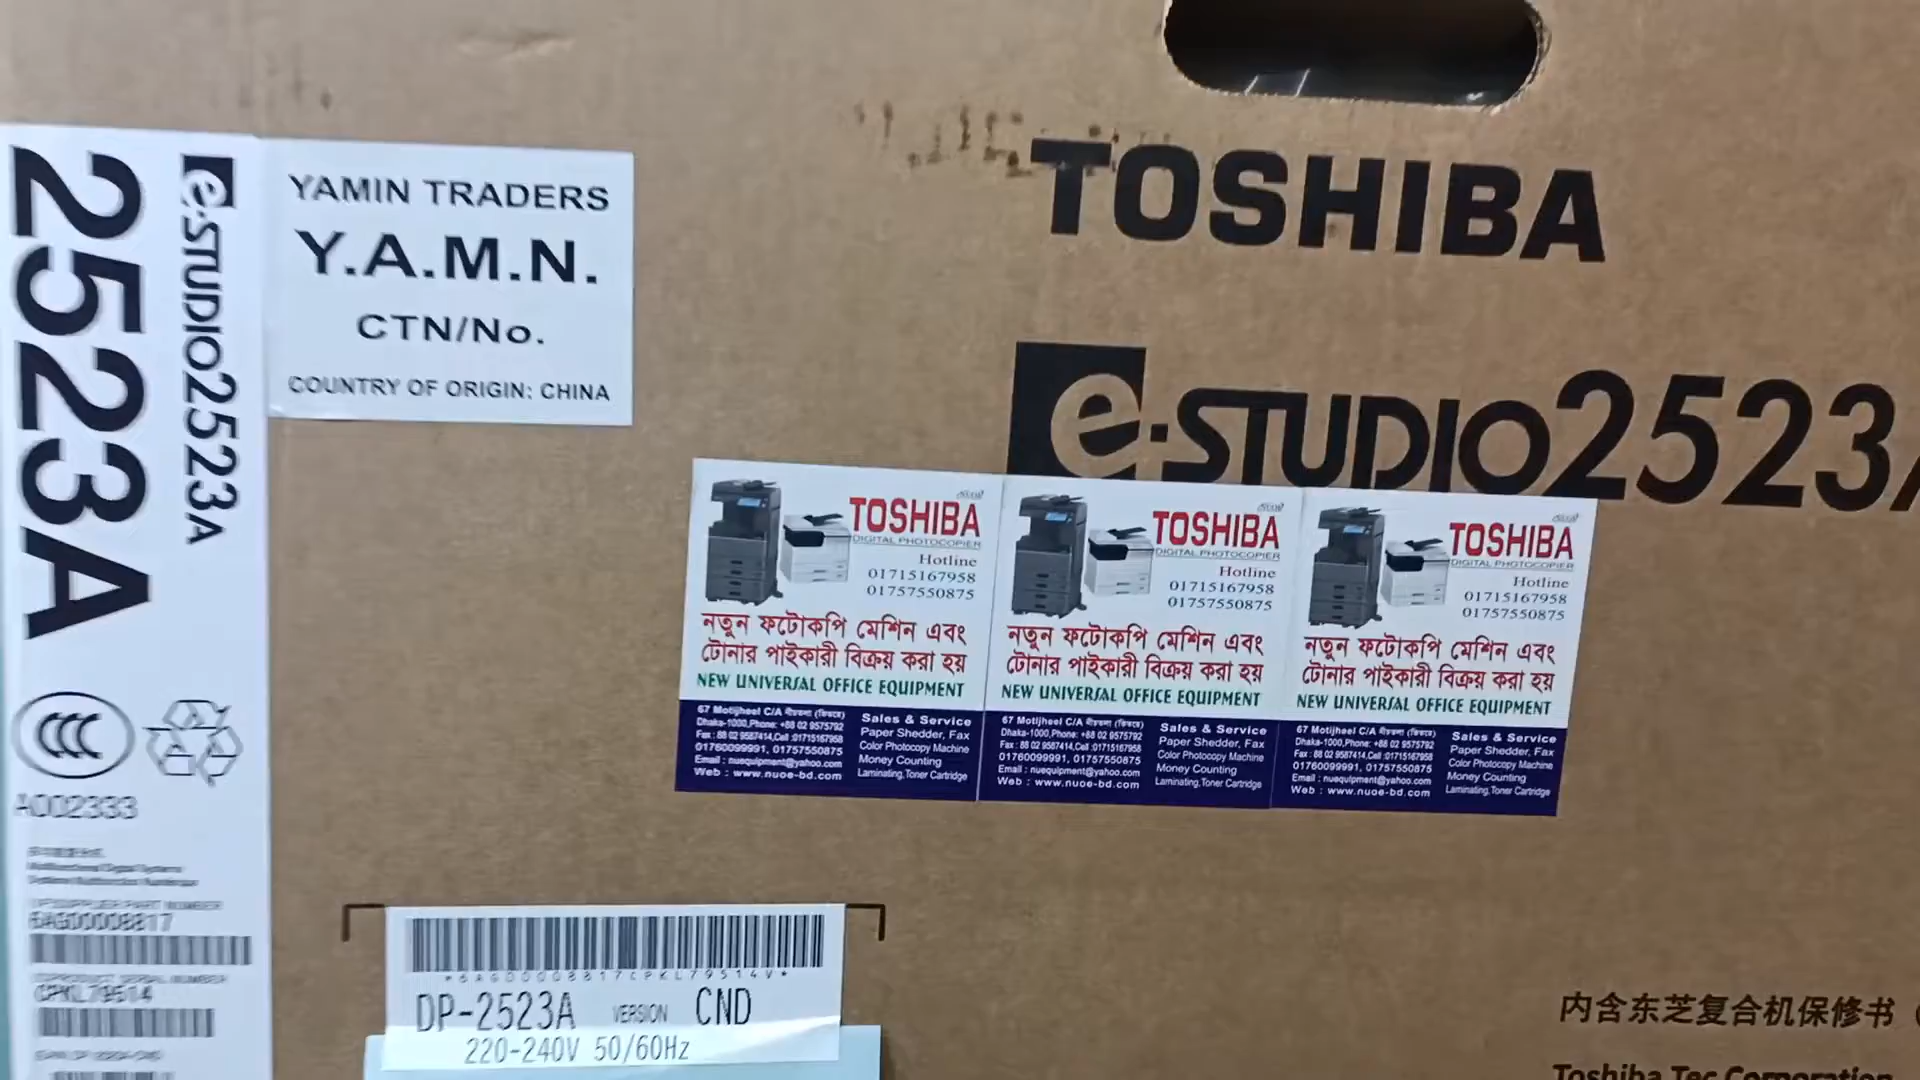 e-STUDIO2523A
2523A
A002333
6AG00008817
CPKL79514
YAMIN TRADERS
Y.A.M.N.
CTN/No.
COUNTRY OF ORIGIN: CHINA
TOSHIBA
e-STUDIO2523A
TOSHIBA
DIGITAL PHOTOCOPIER
Hotline
01715167958
01757550875
নতুন ফটোকপি মেশিন এবং
টোনার পাইকারী বিক্রয় করা হয়
NEW UNIVERSAL OFFICE EQUIPMENT
67 Motijheel C/A নীচতলা (ভিতরে)
Dhaka-1000,Phone: +88 02 9575792
Fax : 88 02 9587414,Cell :01715167958
01760099991, 01757550875
Email : nuequipment@yahoo.com
Web : www.nuoe-bd.com
Sales & Service
Paper Shedder, Fax
Color Photocopy Machine
Money Counting
Laminating,Toner Cartridge
TOSHIBA
DIGITAL PHOTOCOPIER
Hotline
01715167958
01757550875
নতুন ফটোকপি মেশিন এবং
টোনার পাইকারী বিক্রয় করা হয়
NEW UNIVERSAL OFFICE EQUIPMENT
67 Motijheel C/A নীচতলা (ভিতরে)
Dhaka-1000,Phone: +88 02 9575792
Fax : 88 02 9587414,Cell :01715167958
01760099991, 01757550875
Email : nuequipment@yahoo.com
Web : www.nuoe-bd.com
Sales & Service
Paper Shedder, Fax
Color Photocopy Machine
Money Counting
Laminating,Toner Cartridge
TOSHIBA
DIGITAL PHOTOCOPIER
Hotline
01715167958
01757550875
নতুন ফটোকপি মেশিন এবং
টোনার পাইকারী বিক্রয় করা হয়
NEW UNIVERSAL OFFICE EQUIPMENT
67 Motijheel C/A নীচতলা (ভিতরে)
Dhaka-1000,Phone: +88 02 9575792
Fax : 88 02 9587414,Cell :01715167958
01760099991, 01757550875
Email : nuequipment@yahoo.com
Web : www.nuoe-bd.com
Sales & Service
Paper Shedder, Fax
Color Photocopy Machine
Money Counting
Laminating,Toner Cartridge
*6AG00008817CPKL79514V*
DP-2523A VERSION CND
220-240V 50/60Hz
内含东芝复合机保修书
Toshiba Tec Corporation